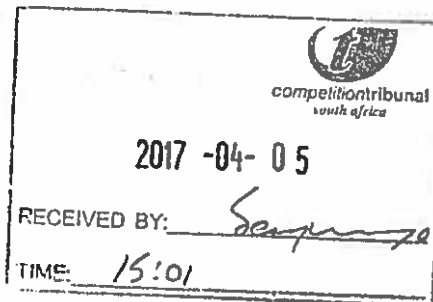 competitiontribunal
south africa
2017 -04- 05
RECEIVED BY:
TIME: 15:01